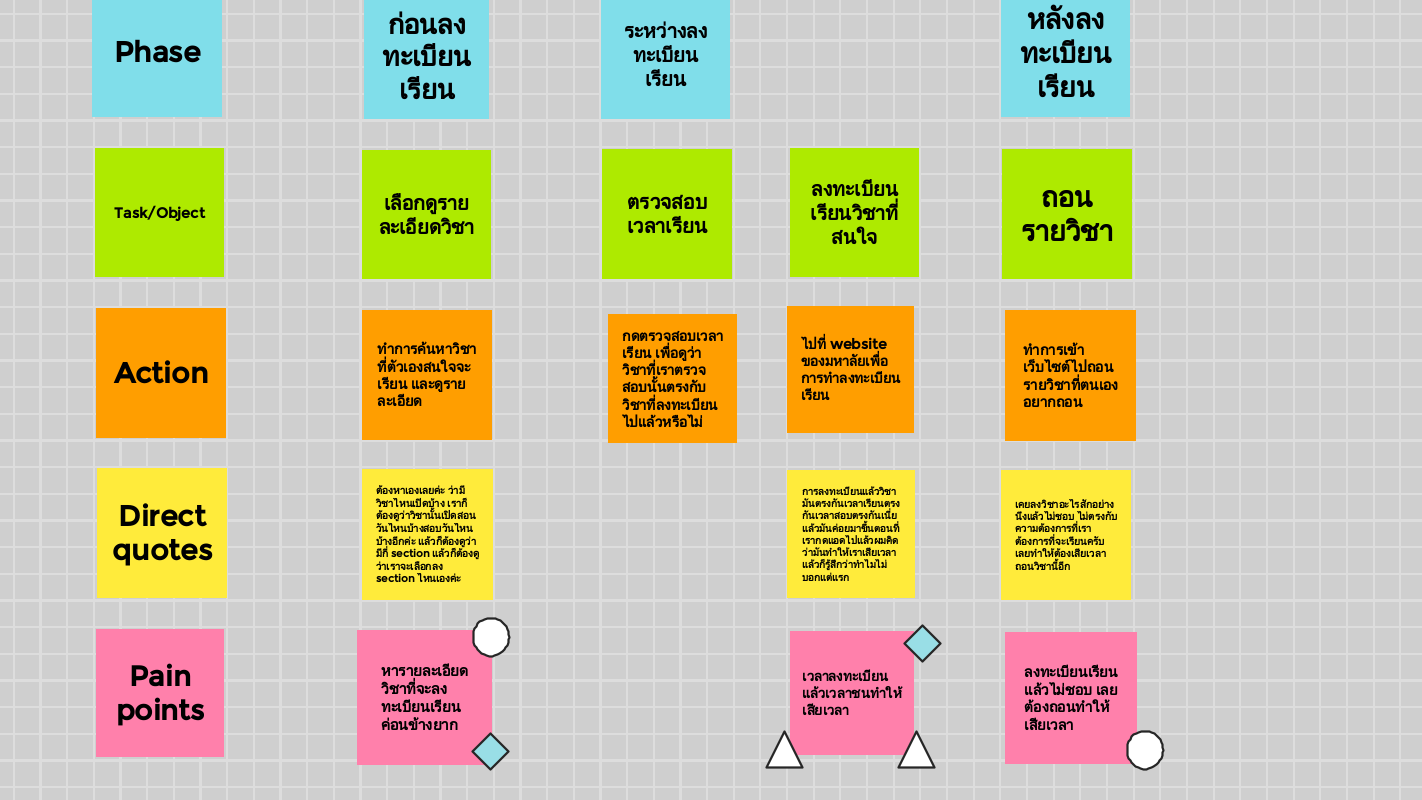 Phase
ก่อนลง
ทะเบียน
เรียน
ระหว่างลง
ทะเบียน
เรียน
หลังลง
ทะเบียน
เรียน
Task/Object
เลือกดูราย
ละเอียดวิชา
ตรวจสอบ
เวลาเรียน
ลงทะเบียน
เรียนวิชาที่
สนใจ
ถอน
รายวิชา
Action
ทำการค้นหาวิชา
ที่ตัวเองสนใจจะ
เรียน และดูราย
ละเอียด
กดตรวจสอบเวลา
เรียน เพื่อดูว่า
วิชาที่เราตรวจ
สอบนั้นตรงกับ
วิชาที่ลงทะเบียน
ไปแล้วหรือไม่
ไปที่ website
ของมหาลัยเพื่อ
การทำลงทะเบียน
เรียน
ทำการเข้า
เว็บไซต์ไปถอน
รายวิชาที่ตนเอง
อยากถอน
Direct
quotes
ต้องหาเองเลยค่ะ ว่ามี
วิชาไหนเปิดบ้าง เราก็
ต้องดูว่าวิชานั้นเปิดสอน
วันไหนบ้างสอบวันไหน
บ้างอีกค่ะ แล้วก็ต้องดูว่า
มีกี่ section แล้วก็ต้องดู
ว่าเราจะเลือกลง
section ไหนเองค่ะ
การลงทะเบียนแล้ววิชา
มันตรงกันเวลาเรียนตรง
กันเวลาสอบตรงกันเนี่ย
แล้วมันค่อยมาขึ้นตอนที่
เรากดแอดไปแล้วผมคิด
ว่ามันทำให้เราเสียเวลา
แล้วก็รู้สึกว่าทำไมไม่
บอกแต่แรก
เคยลงวิชาอะไรสักอย่าง
นึงแล้ว ไม่ชอบ ไม่ตรงกับ
ความต้องการที่เรา
ต้องการที่จะเรียนครับ
เลยทำให้ต้องเสียเวลา
ถอนวิชานี้อีก
Pain
points
หารายละเอียด
วิชาที่จะลง
ทะเบียนเรียน
ค่อนข้างยาก
เวลาลงทะเบียน
แล้วเวลาชนทำให้
เสียเวลา
ลงทะเบียนเรียน
แล้วไม่ชอบ เลย
ต้องถอนทำให้
เสียเวลา